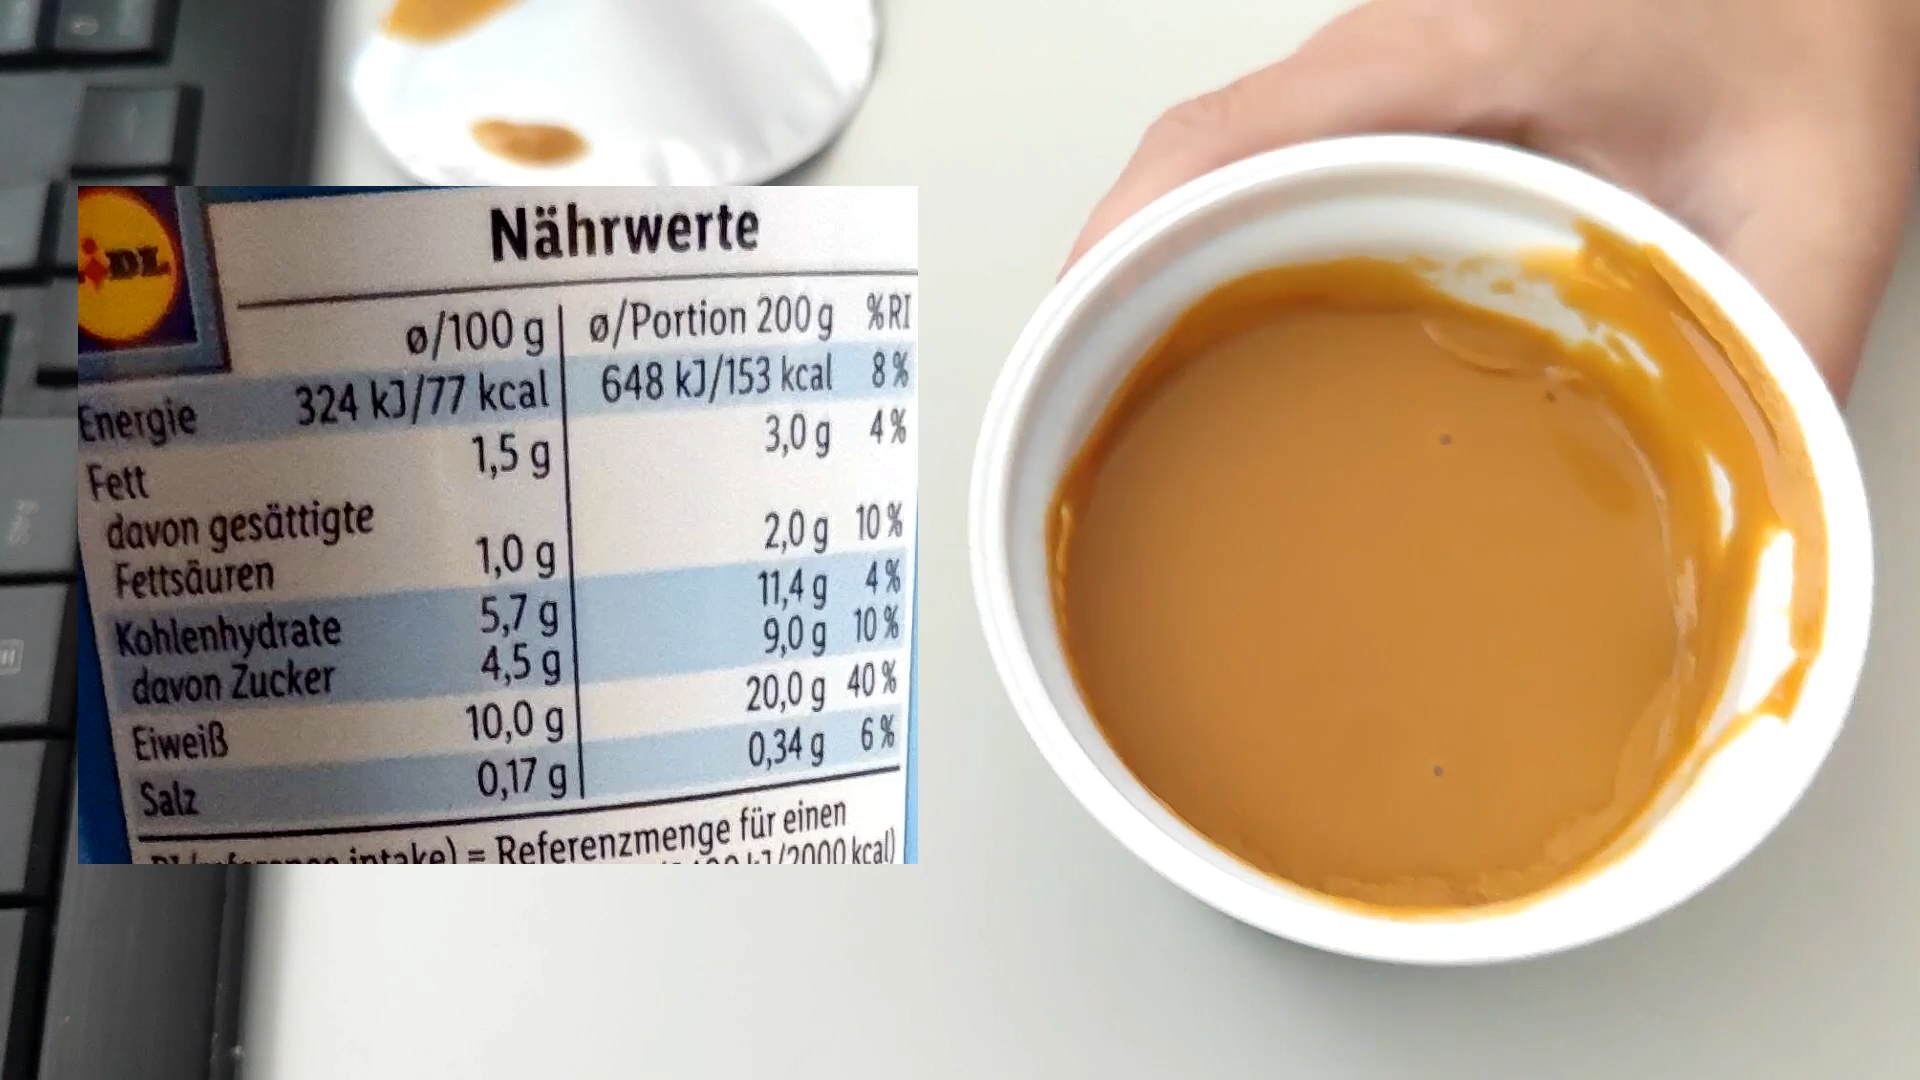 Nährwerte
ø/100 g ø/Portion 200 g %RI
Energie 324 kJ/77 kcal 648 kJ/153 kcal 8 %
Fett 1,5 g 3,0 g 4 %
davon gesättigte
Fettsäuren 1,0 g 2,0 g 10 %
Kohlenhydrate 5,7 g 11,4 g 4 %
davon Zucker 4,5 g 9,0 g 10 %
Eiweiß 10,0 g 20,0 g 40 %
Salz 0,17 g 0,34 g 6 %
intake) = Referenzmenge für einen
/2000 kcal)